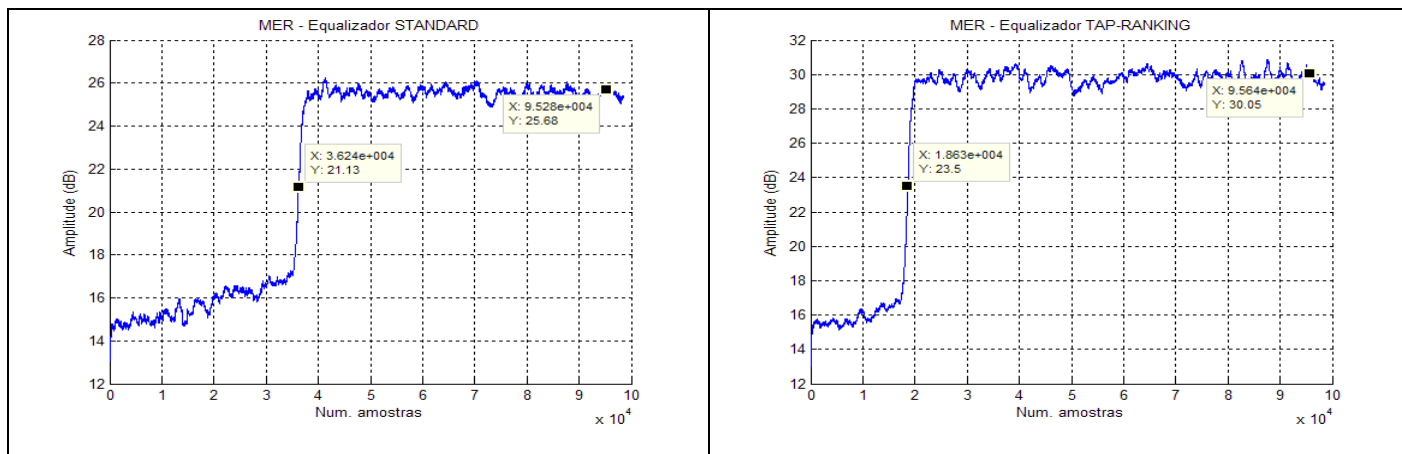 MER - Equalizador STANDARD
Amplitude (dB)
28
26
24
22
20
18
16
14
12
X: 9.528e+004
Y: 25.68
X: 3.624e+004
Y: 21.13
0 1 2 3 4 5 6 7 8 9 10
Num. amostras
x 10^4
MER - Equalizador TAP-RANKING
Amplitude (dB)
32
30
28
26
24
22
20
18
16
14
12
X: 9.564e+004
Y: 30.05
X: 1.863e+004
Y: 23.5
0 1 2 3 4 5 6 7 8 9 10
Num. amostras
x 10^4